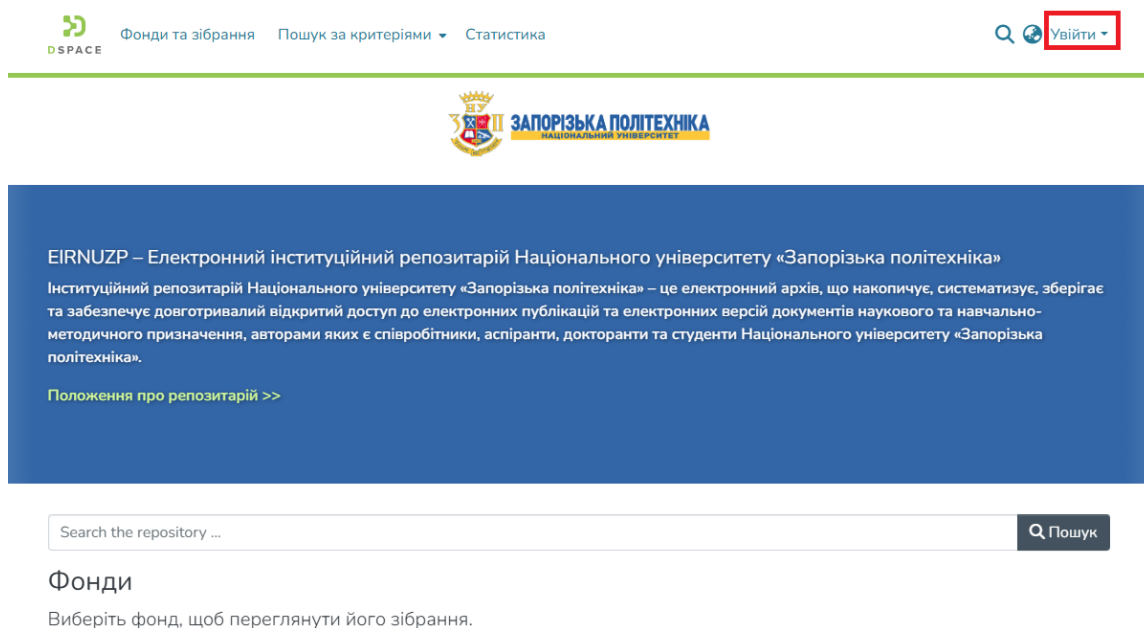 DSPACE
Фонди та зібрання Пошук за критеріями Статистика Увійти
НУ
ЗП
ЗАПОРІЗЬКА ПОЛІТЕХНІКА
НАЦІОНАЛЬНИЙ УНІВЕРСИТЕТ
EIRNUZP – Електронний інституційний репозитарій Національного університету «Запорізька політехніка»
Інституційний репозитарій Національного університету «Запорізька політехніка» – це електронний архів, що накопичує, систематизує, зберігає
та забезпечує довготривалий відкритий доступ до електронних публікацій та електронних версій документів наукового та навчально-
методичного призначення, авторами яких є співробітники, аспіранти, докторанти та студенти Національного університету «Запорізька
політехніка».
Положення про репозитарій >>
Search the repository ... Пошук
Фонди
Виберіть фонд, щоб переглянути його зібрання.